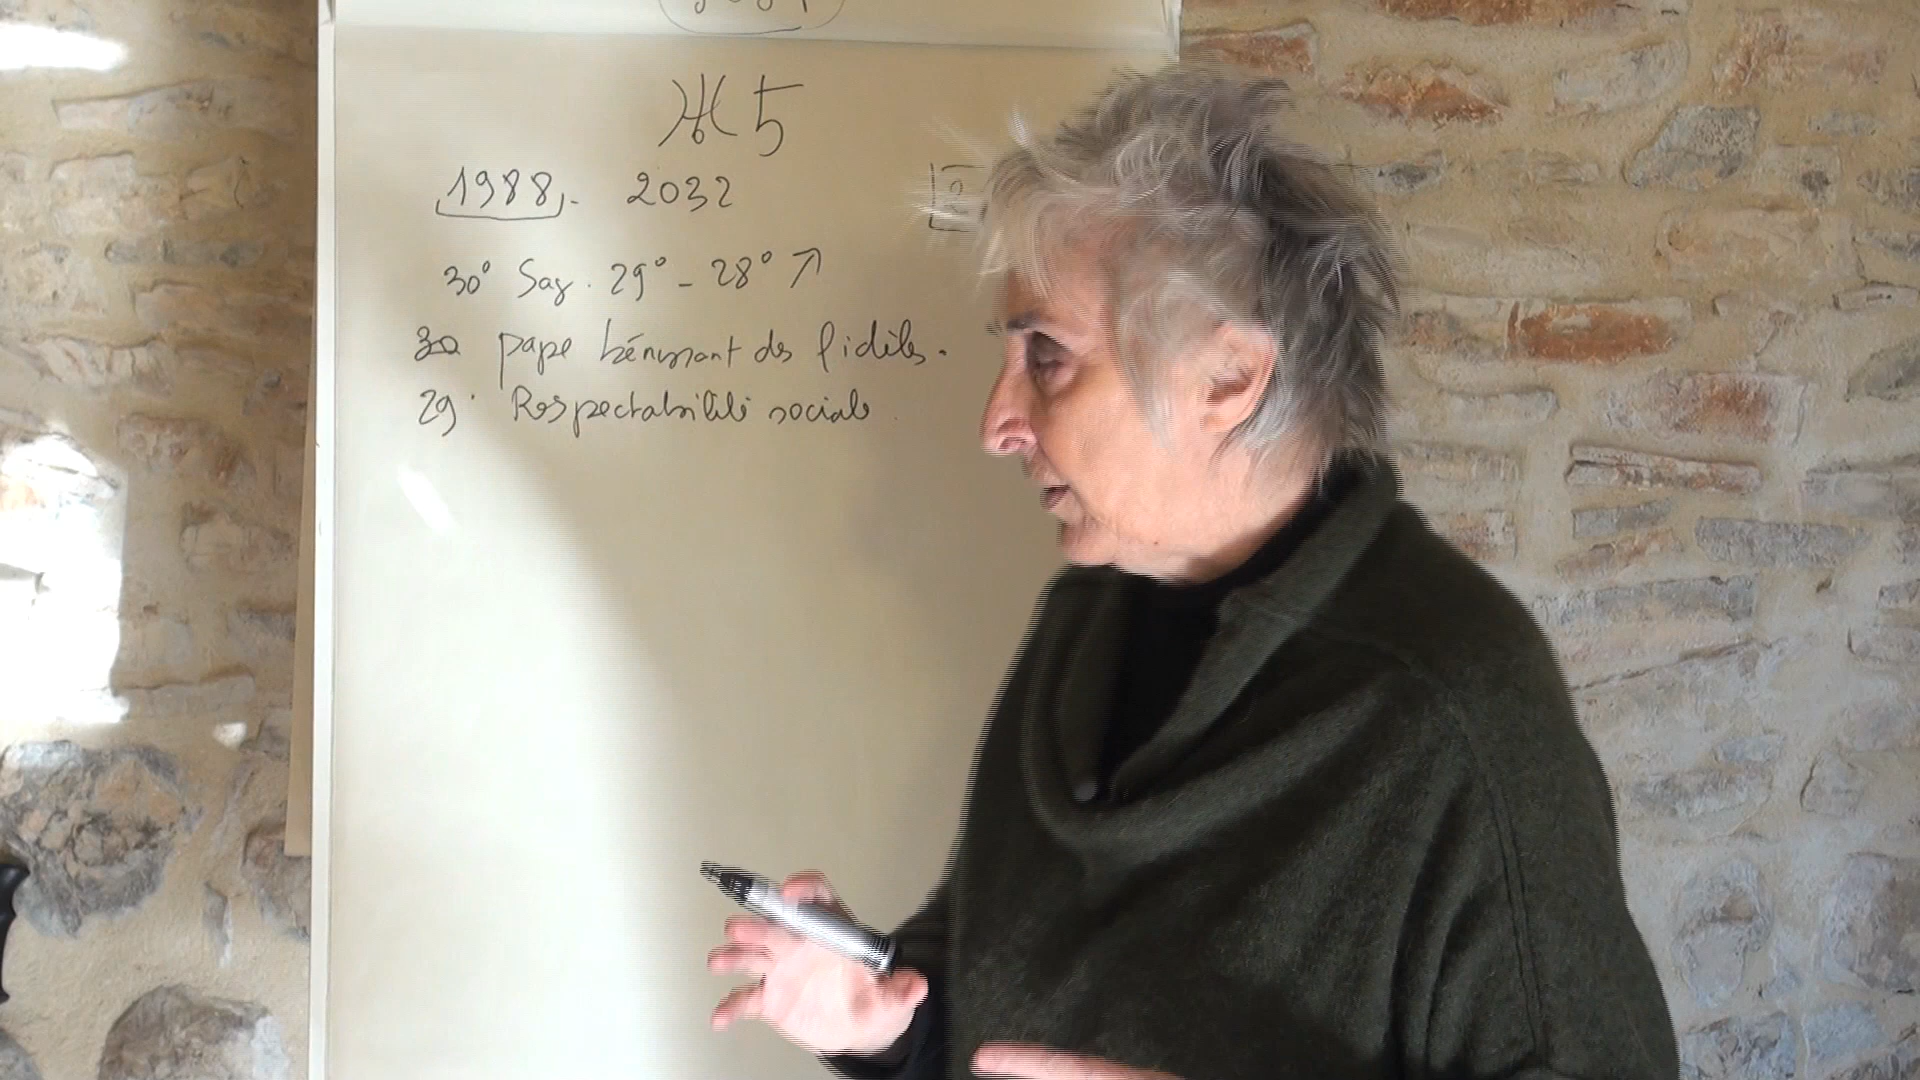 ♅ ♄
1988. 2032
30° Sag. 29° - 28° ↗
30 pape bénissant des fidèles.
29. Respectabilité sociale.